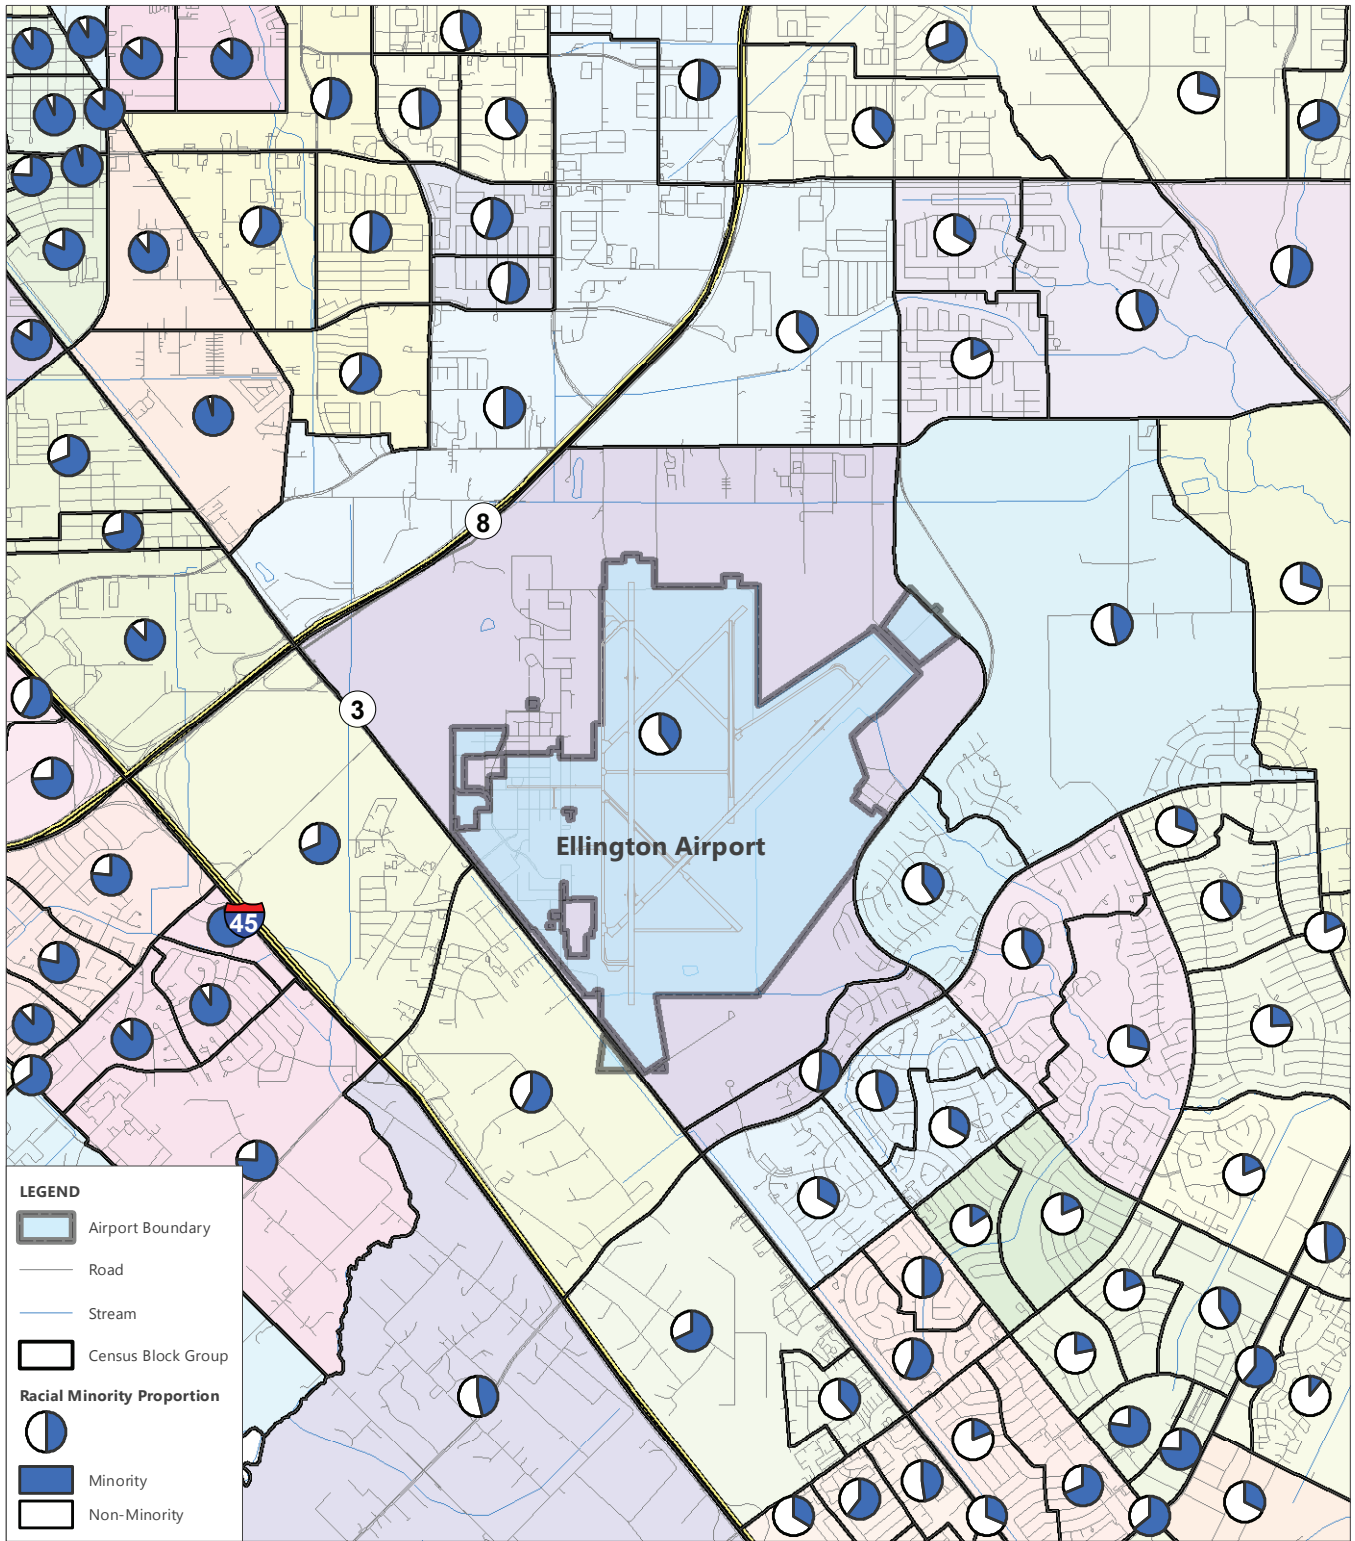 8
3
Ellington Airport
45
LEGEND
Airport Boundary
Road
Stream
Census Block Group
Racial Minority Proportion
Minority
Non-Minority